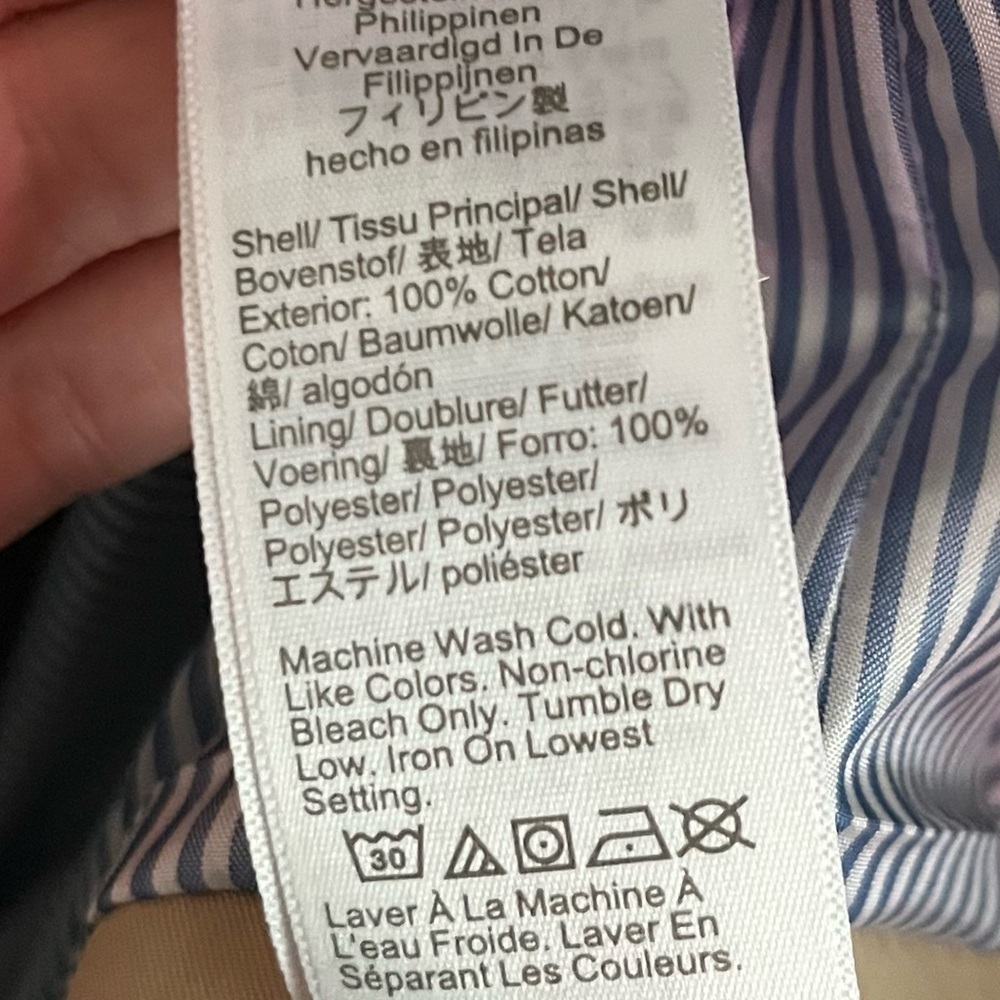 Philippinen
Vervaardigd In De
Filippijnen
フィリピン製
hecho en filipinas
Shell/ Tissu Principal/ Shell/
Bovenstof/ 表地/ Tela
Exterior: 100% Cotton/
Coton/ Baumwolle/ Katoen/
綿/ algodón
Lining/ Doublure/ Futter/
Voering/ 裏地/ Forro: 100%
Polyester/ Polyester/
Polyester/ Polyester/ ポリ
エステル/ poliéster
Machine Wash Cold. With
Like Colors. Non-chlorine
Bleach Only. Tumble Dry
Low. Iron On Lowest
Setting.
30
Laver À La Machine À
L'eau Froide. Laver En
Séparant Les Couleurs.